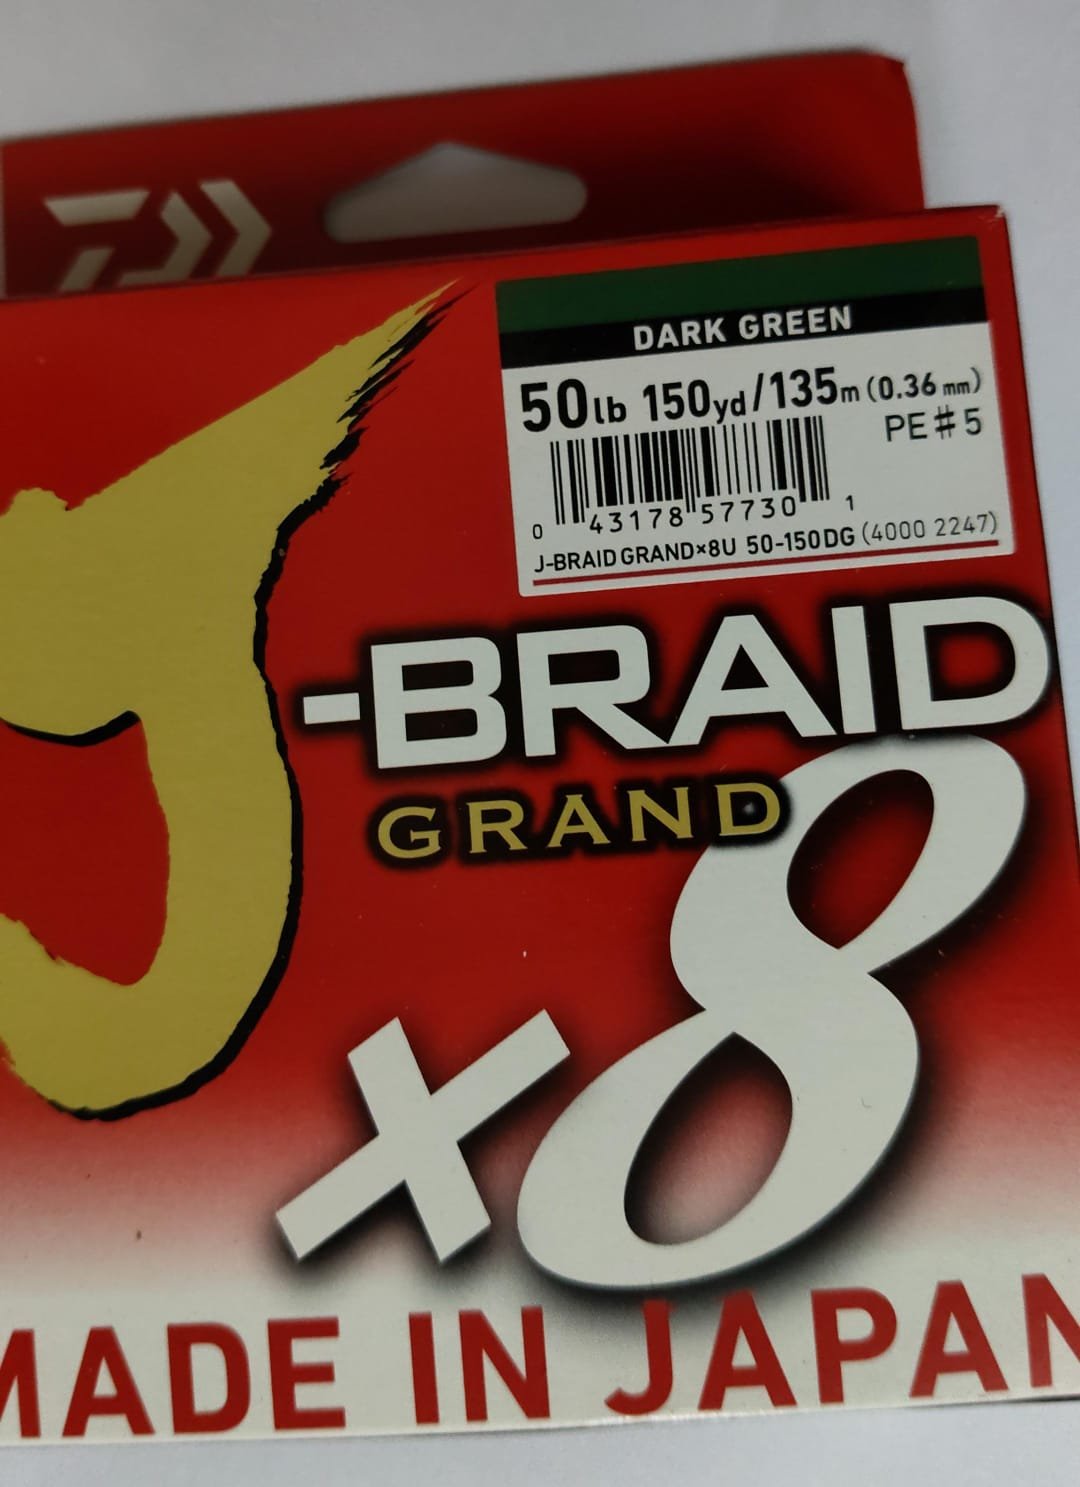 DARK GREEN
50lb 150yd/135m (0.36mm)
PE#5
0 43178 57730 1
J-BRAID GRAND×8U 50-150DG (4000 2247)
J-BRAID
GRAND
×8
MADE IN JAPAN